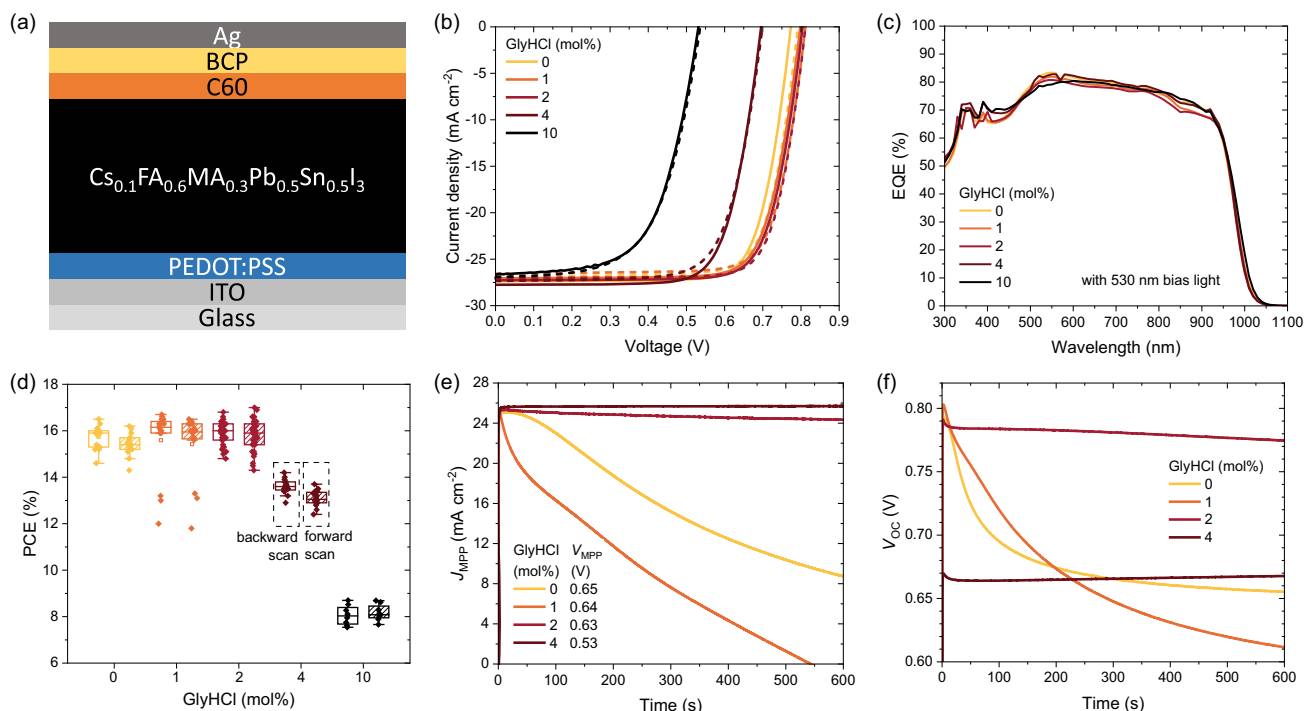 (a)
Ag
BCP
C60
Cs0.1FA0.6MA0.3Pb0.5Sn0.5I3
PEDOT:PSS
ITO
Glass
(b)
GlyHCl (mol%)
0
1
2
4
10
0
-5
-10
-15
-20
-25
-30
Current density (mA cm-2)
0.0 0.1 0.2 0.3 0.4 0.5 0.6 0.7 0.8 0.9
Voltage (V)
(c)
100
90
80
70
60
50
40
30
20
10
0
EQE (%)
GlyHCl (mol%)
0
1
2
4
10
with 530 nm bias light
300 400 500 600 700 800 900 1000 1100
Wavelength (nm)
(d)
18
16
14
12
10
8
6
PCE (%)
backward scan
forward scan
0 1 2 4 10
GlyHCl (mol%)
(e)
28
24
20
16
12
8
4
0
JMPP (mA cm-2)
GlyHCl VMPP
(mol%) (V)
0 0.65
1 0.64
2 0.63
4 0.53
0 100 200 300 400 500 600
Time (s)
(f)
0.80
0.75
0.70
0.65
0.60
VOC (V)
GlyHCl (mol%)
0
1
2
4
0 100 200 300 400 500 600
Time (s)